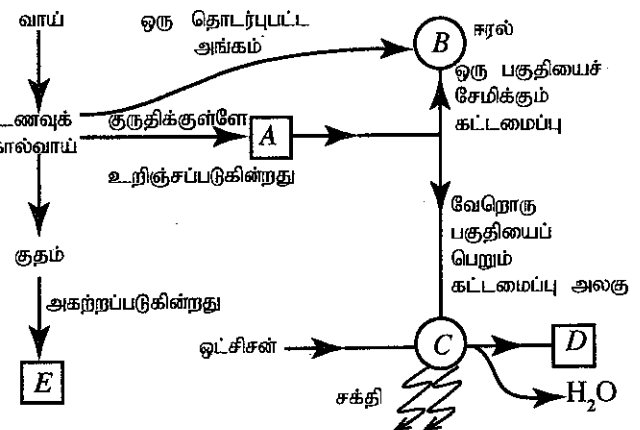 வாய்
ஒரு தொடர்புபட்ட
அங்கம்
B
ஈரல்
ஒரு பகுதியைச்
சேமிக்கும்
கட்டமைப்பு
ணவுக்
கால்வாய்
குருதிக்குள்ளே
A
உறிஞ்சப்படுகின்றது
வேறொரு
பகுதியைப்
பெறும்
கட்டமைப்பு அலகு
குதம்
அகற்றப்படுகின்றது
E
ஒட்சிசன்
C
D
சக்தி
H₂O